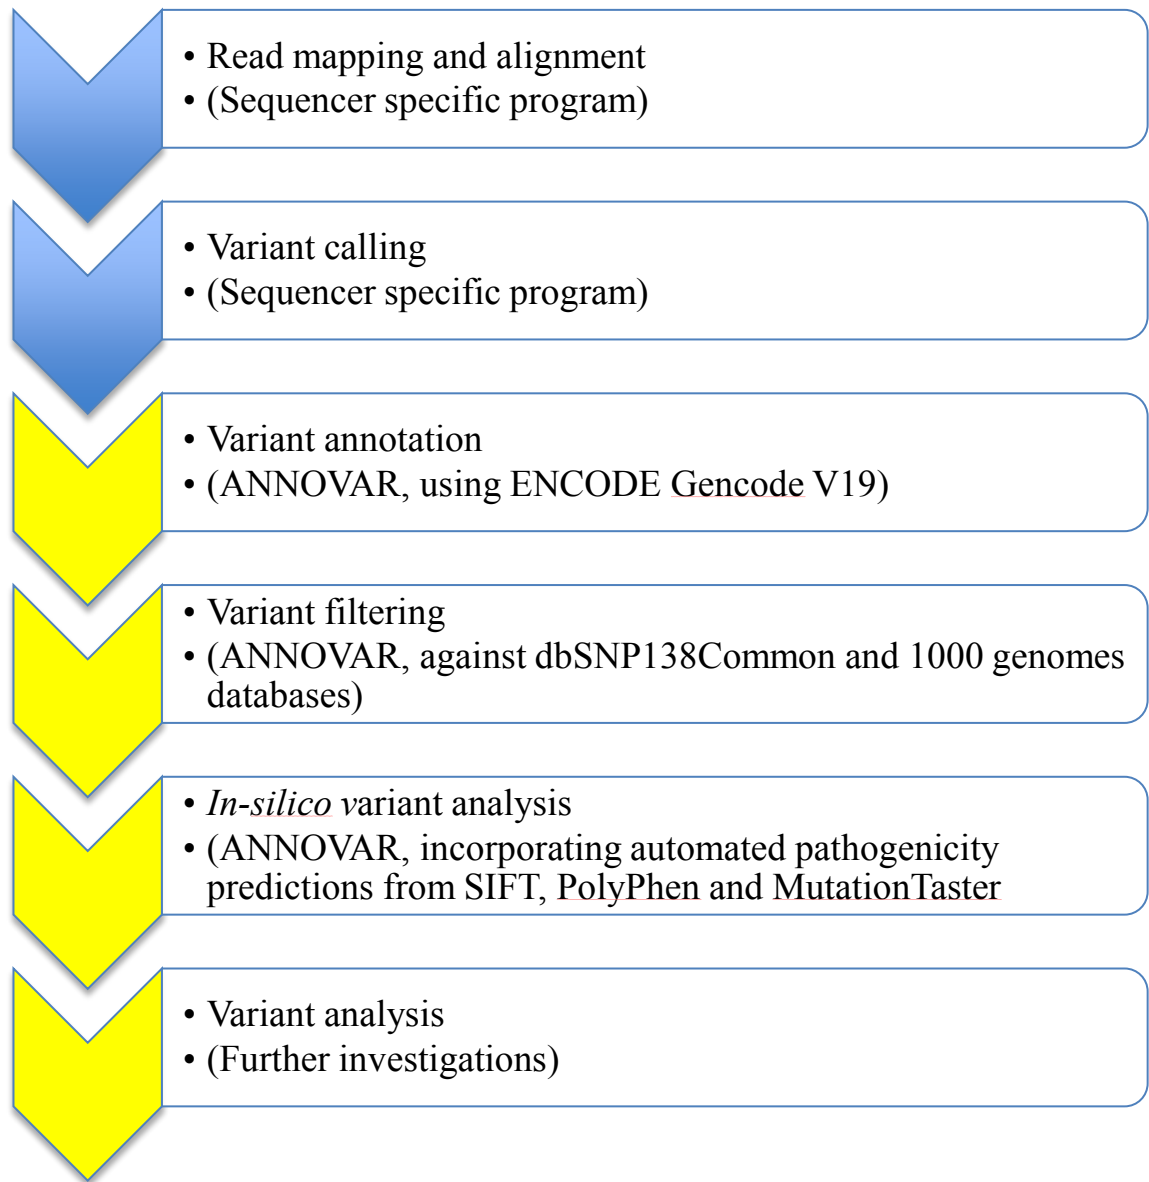 • Read mapping and alignment
• (Sequencer specific program)
• Variant calling
• (Sequencer specific program)
• Variant annotation
• (ANNOVAR, using ENCODE Gencode V19)
• Variant filtering
• (ANNOVAR, against dbSNP138Common and 1000 genomes
databases)
• In-silico variant analysis
• (ANNOVAR, incorporating automated pathogenicity
predictions from SIFT, PolyPhen and MutationTaster
• Variant analysis
• (Further investigations)